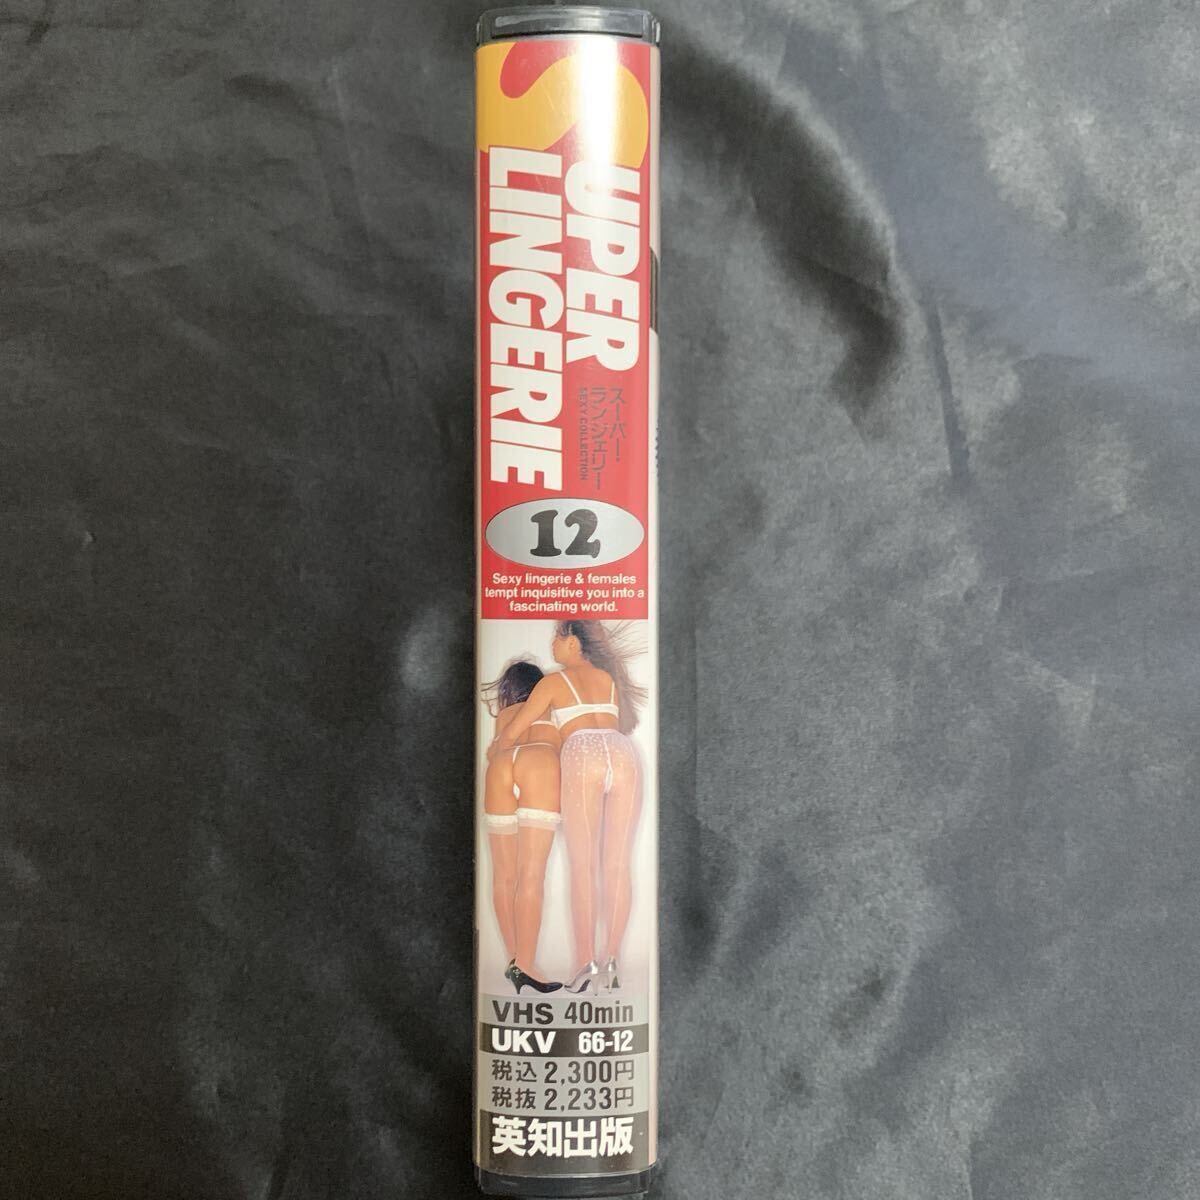 SUPER
LINGERIE
スーパー・
ランジェリー
SEXY COLLECTION
12
Sexy lingerie & females
tempt inquisitive you into a
fascinating world.
VHS 40min
UKV 66-12
税込2,300円
税抜2,233円
英知出版